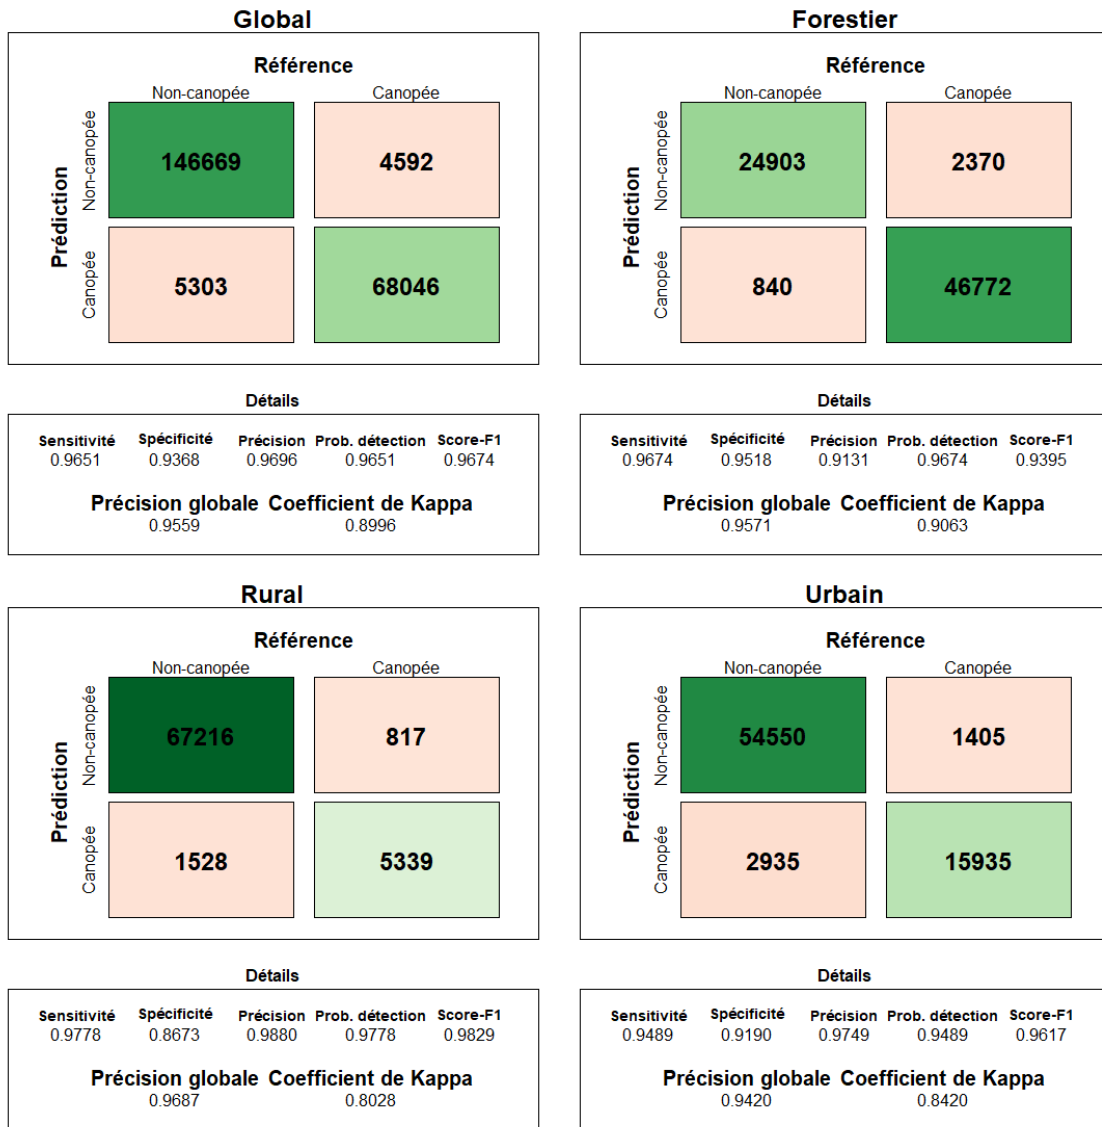 Global
Référence
Non-canopée Canopée
Prédiction
Non-canopée
146669 4592
Canopée
5303 68046
Détails
Sensitivité Spécificité Précision Prob. détection Score-F1
0.9651 0.9368 0.9696 0.9651 0.9674
Précision globale Coefficient de Kappa
0.9559 0.8996
Forestier
Référence
Non-canopée Canopée
Prédiction
Non-canopée
24903 2370
Canopée
840 46772
Détails
Sensitivité Spécificité Précision Prob. détection Score-F1
0.9674 0.9518 0.9131 0.9674 0.9395
Précision globale Coefficient de Kappa
0.9571 0.9063
Rural
Référence
Non-canopée Canopée
Prédiction
Non-canopée
67216 817
Canopée
1528 5339
Détails
Sensitivité Spécificité Précision Prob. détection Score-F1
0.9778 0.8673 0.9880 0.9778 0.9829
Précision globale Coefficient de Kappa
0.9687 0.8028
Urbain
Référence
Non-canopée Canopée
Prédiction
Non-canopée
54550 1405
Canopée
2935 15935
Détails
Sensitivité Spécificité Précision Prob. détection Score-F1
0.9489 0.9190 0.9749 0.9489 0.9617
Précision globale Coefficient de Kappa
0.9420 0.8420